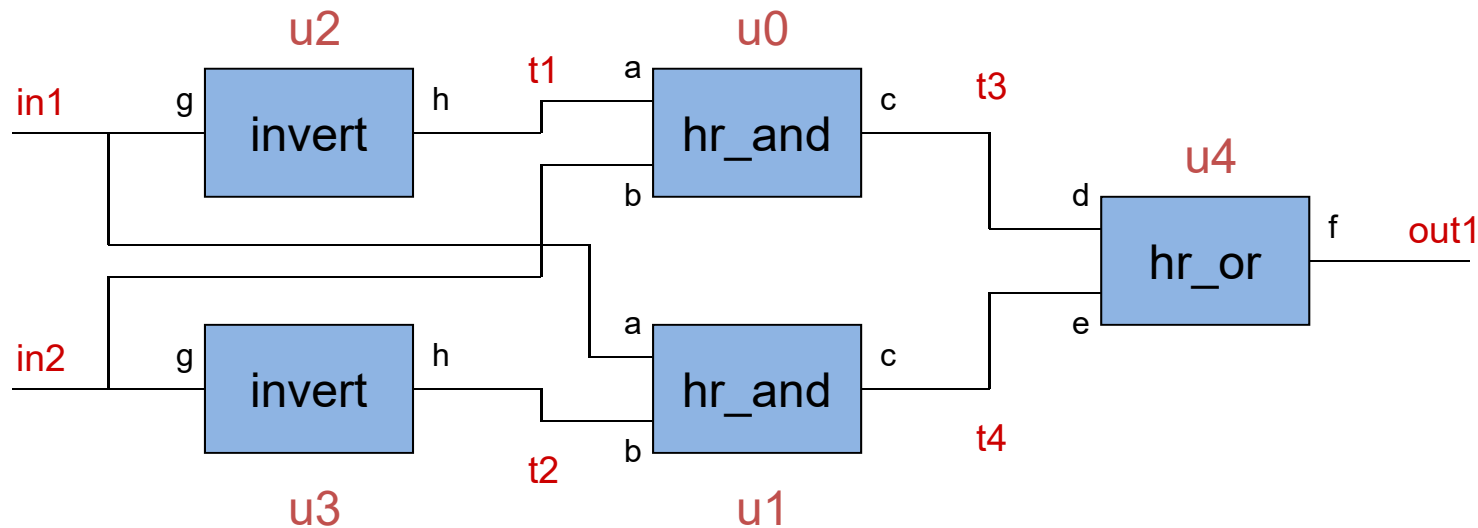 u2
u0
in1
g
invert
h
t1
a
b
hr_and
c
t3
u4
d
e
hr_or
f
out1
in2
g
invert
h
t2
a
b
hr_and
c
t4
u3
u1